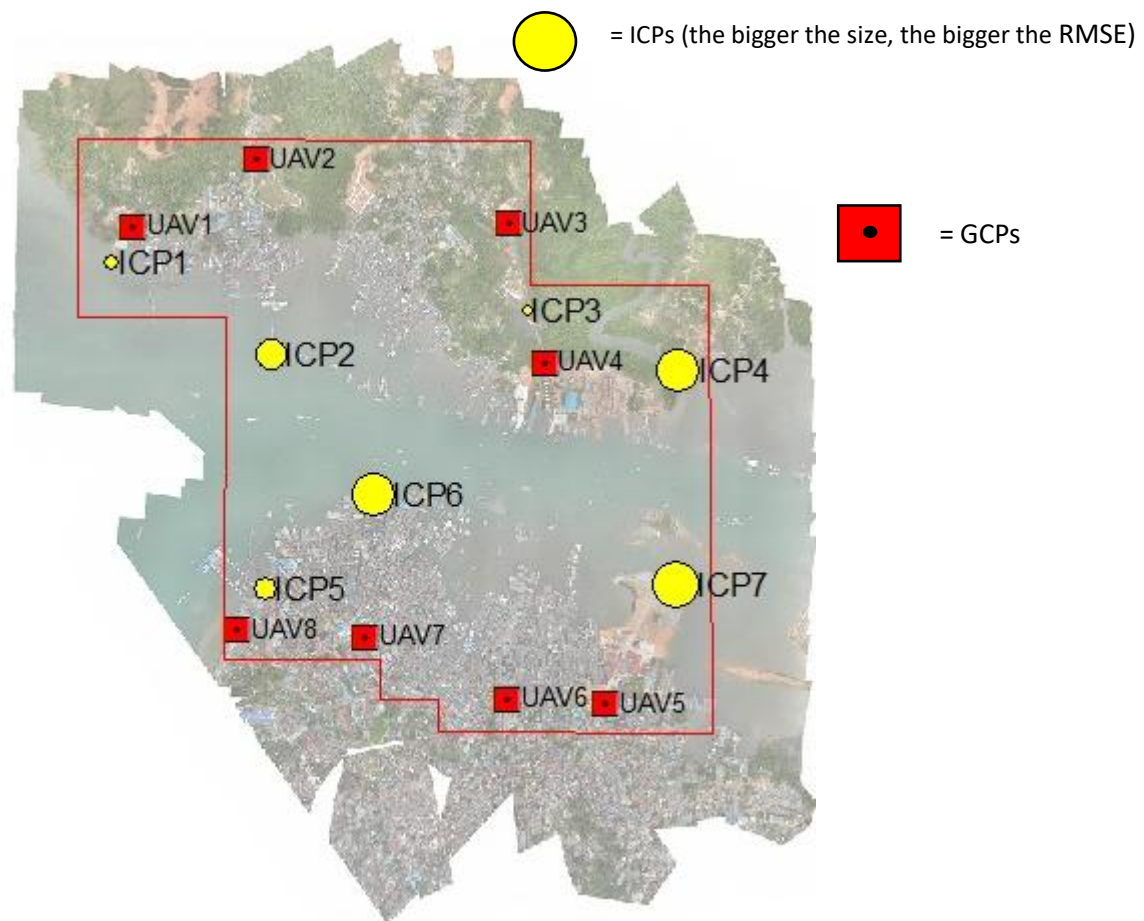 = ICPs (the bigger the size, the bigger the RMSE)
UAV2
UAV1
UAV3
= GCPs
ICP1
ICP3
ICP2
UAV4
ICP4
ICP6
ICP5
ICP7
UAV8
UAV7
UAV6
UAV5